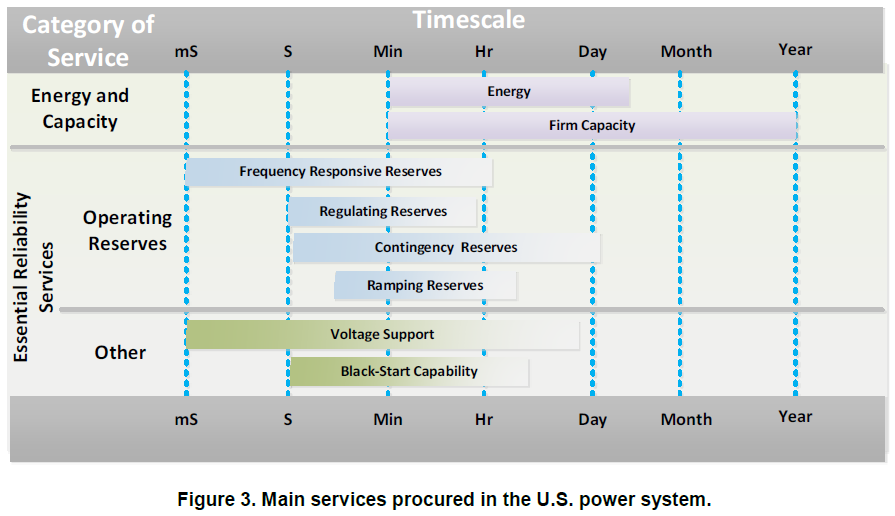 Category of
Service
Timescale
mS S Min Hr Day Month Year
Energy and
Capacity
Energy
Firm Capacity
Essential Reliability
Services
Operating
Reserves
Frequency Responsive Reserves
Regulating Reserves
Contingency Reserves
Ramping Reserves
Other
Voltage Support
Black-Start Capability
mS S Min Hr Day Month Year
Figure 3. Main services procured in the U.S. power system.